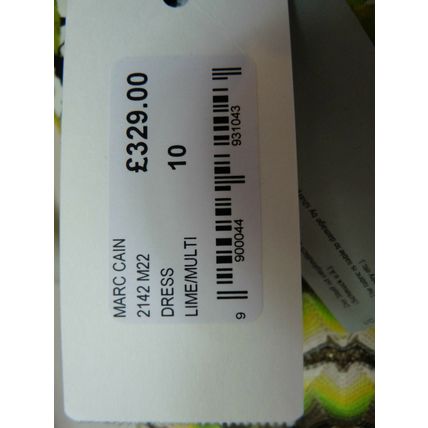 MARC CAIN
2142 M22
DRESS
LIME/MULTI
£329.00
10
9 900044 931043